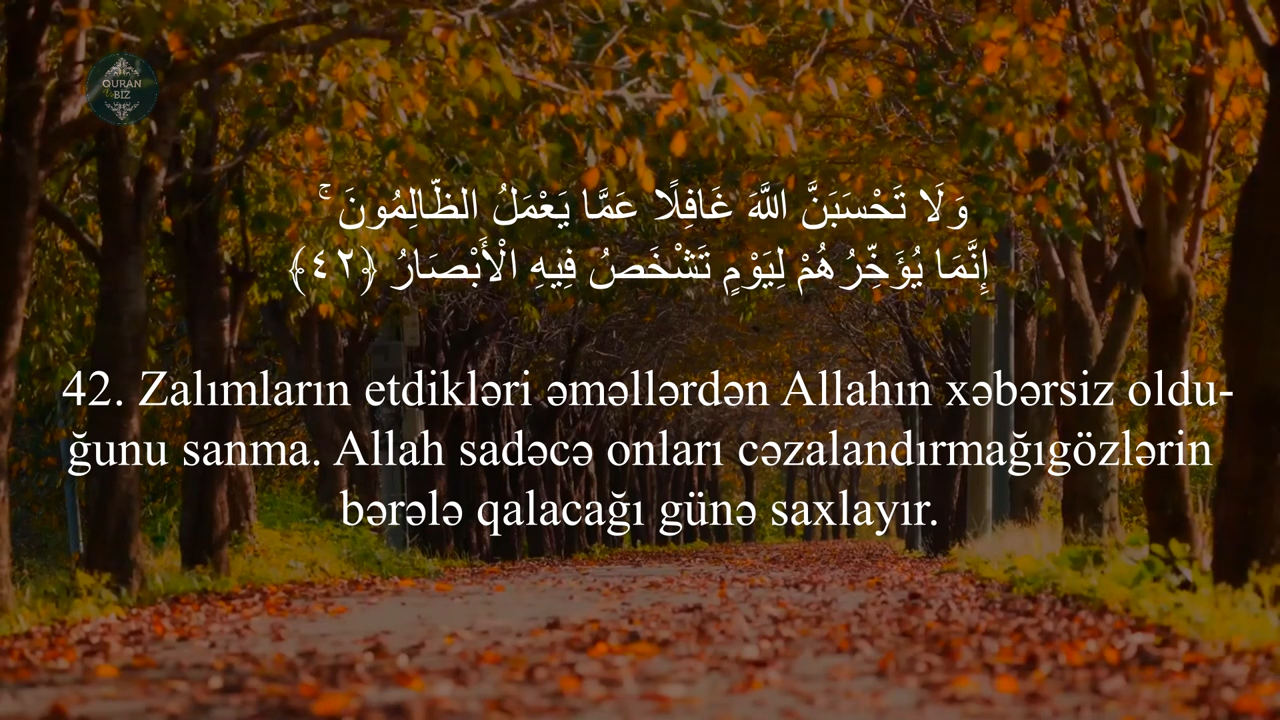 QURAN
Və
BIZ
وَلَا تَحْسَبَنَّ اللَّهَ غَافِلًا عَمَّا يَعْمَلُ الظَّالِمُونَ ۚ
إِنَّمَا يُؤَخِّرُهُمْ لِيَوْمٍ تَشْخَصُ فِيهِ الْأَبْصَارُ ﴿٤٢﴾
42. Zalımların etdikləri əməllərdən Allahın xəbərsiz oldu-
ğunu sanma. Allah sadəcə onları cəzalandırmağıgözlərin
bərələ qalacağı günə saxlayır.